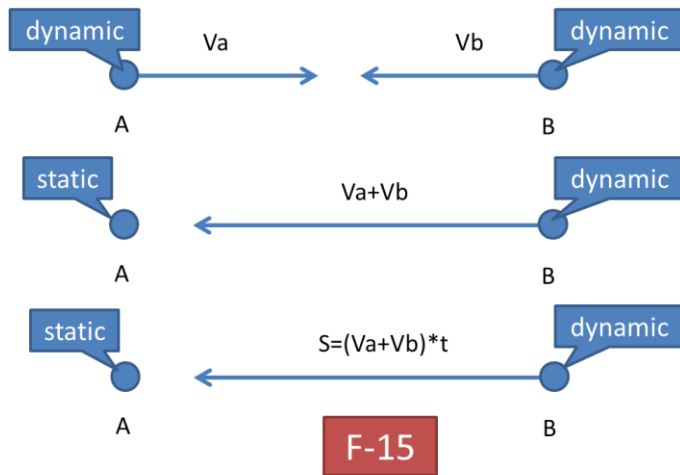 dynamic
Va
Vb
dynamic
A
B
static
Va+Vb
dynamic
A
B
static
S=(Va+Vb)*t
dynamic
A
B
F-15